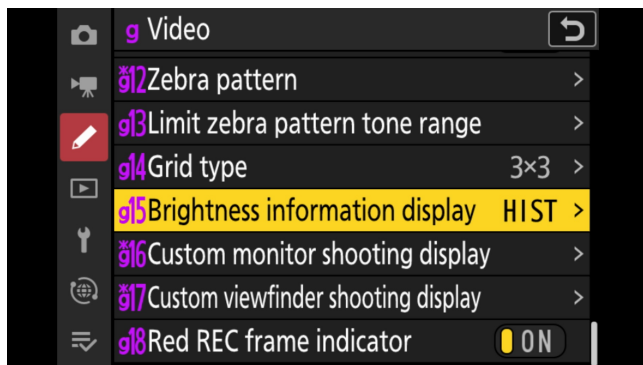 g Video
*g12 Zebra pattern >
g13 Limit zebra pattern tone range >
g14 Grid type 3×3 >
g15 Brightness information display HIST >
*g16 Custom monitor shooting display >
*g17 Custom viewfinder shooting display >
g18 Red REC frame indicator ON